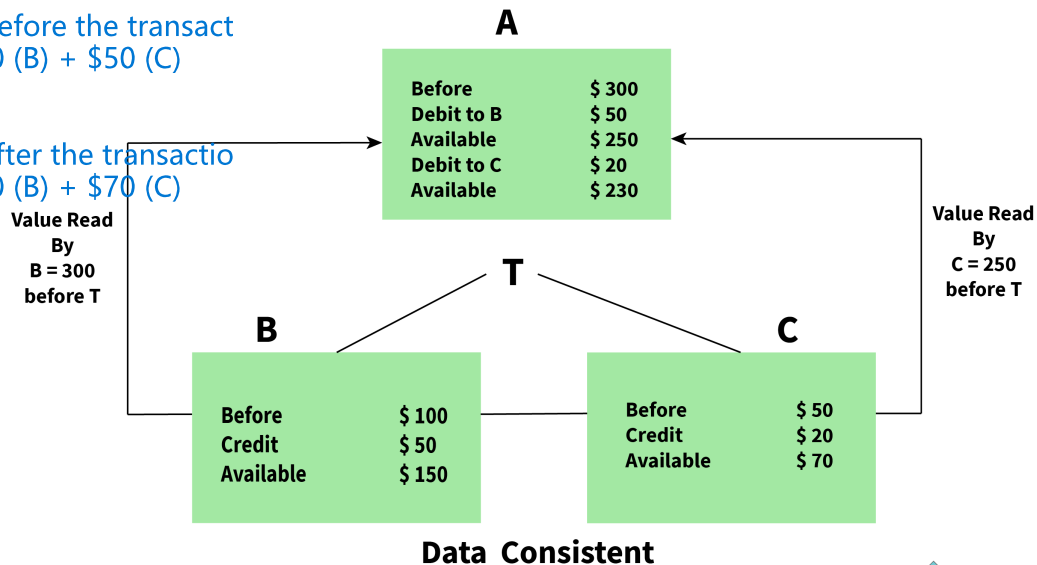 efore the transact
0 (B) + $50 (C)
fter the transactio
0 (B) + $70 (C)
A
Before $ 300
Debit to B $ 50
Available $ 250
Debit to C $ 20
Available $ 230
Value Read
By
B = 300
before T
Value Read
By
C = 250
before T
T
B
Before $ 100
Credit $ 50
Available $ 150
C
Before $ 50
Credit $ 20
Available $ 70
Data Consistent